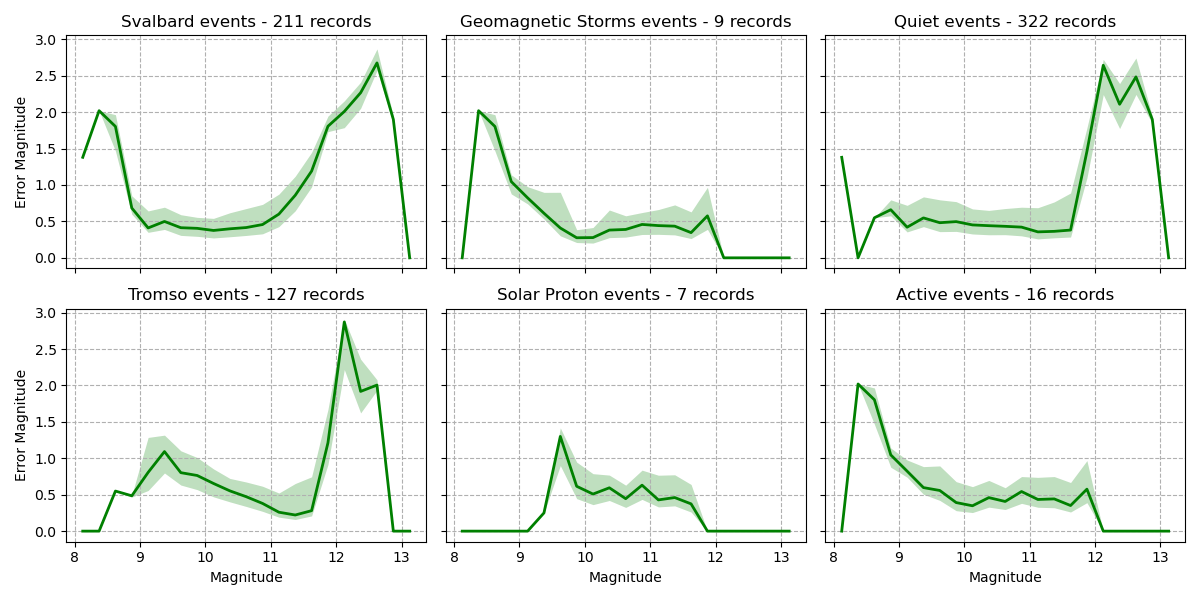 Svalbard events - 211 records
Geomagnetic Storms events - 9 records
Quiet events - 322 records
3.0
2.5
2.0
1.5
1.0
0.5
0.0
Error Magnitude
Tromso events - 127 records
Solar Proton events - 7 records
Active events - 16 records
3.0
2.5
2.0
1.5
1.0
0.5
0.0
Error Magnitude
8 9 10 11 12 13
8 9 10 11 12 13
8 9 10 11 12 13
Magnitude
Magnitude
Magnitude